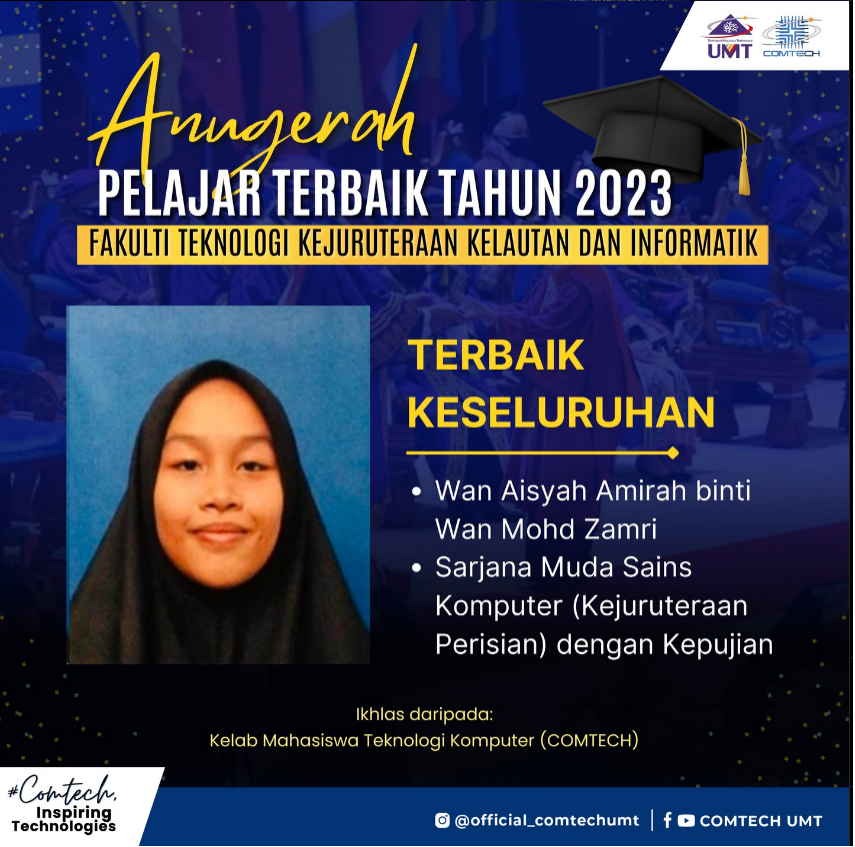 UMT
COMTECH
Anugerah
PELAJAR TERBAIK TAHUN 2023
FAKULTI TEKNOLOGI KEJURUTERAAN KELAUTAN DAN INFORMATIK
TERBAIK
KESELURUHAN
• Wan Aisyah Amirah binti
Wan Mohd Zamri
• Sarjana Muda Sains
Komputer (Kejuruteraan
Perisian) dengan Kepujian
Ikhlas daripada:
Kelab Mahasiswa Teknologi Komputer (COMTECH)
#Comtech,
Inspiring
Technologies
@official_comtechumt | COMTECH UMT